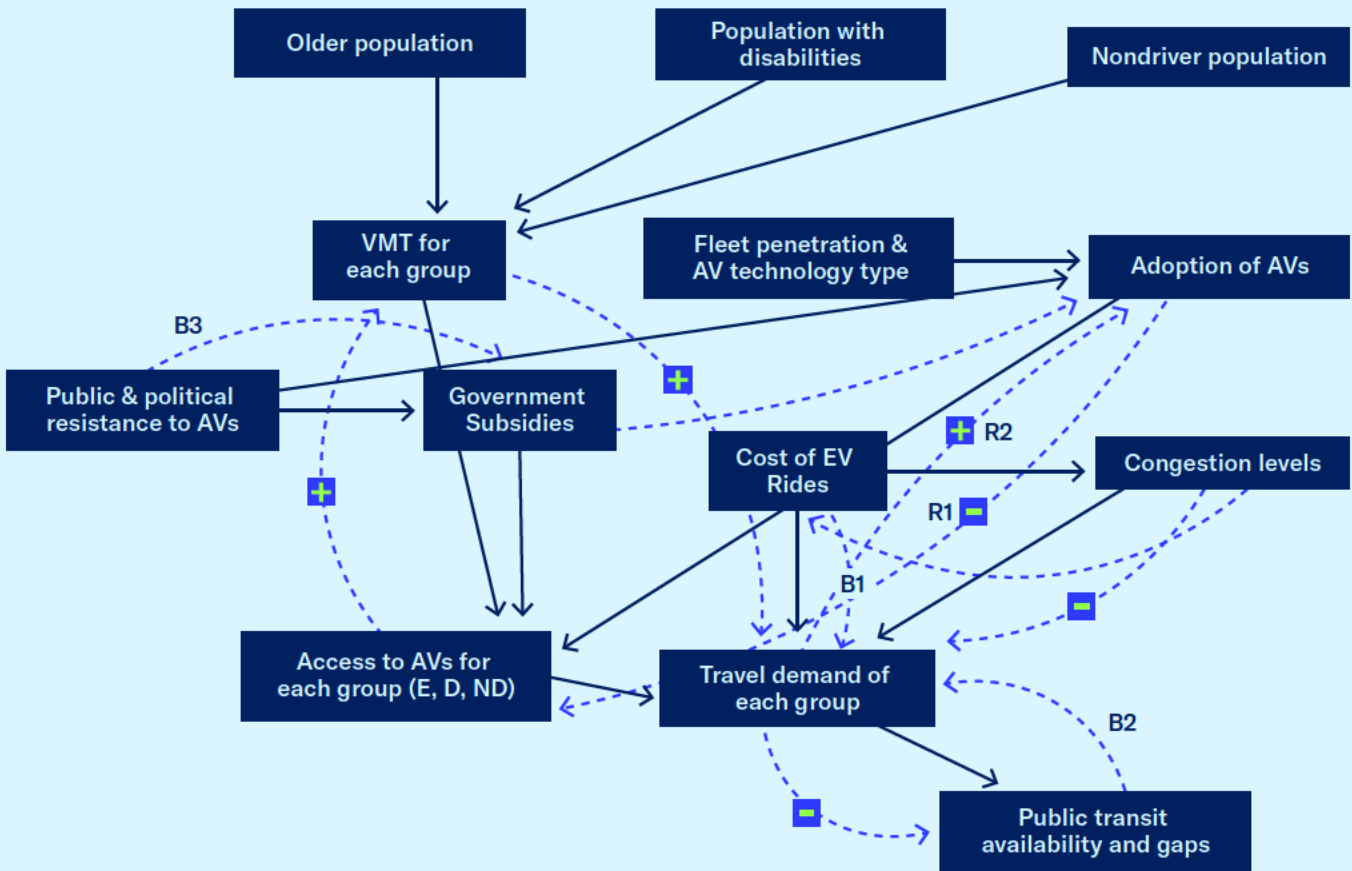 Older population
Population with
disabilities
Nondriver population
VMT for
each group
Fleet penetration &
AV technology type
Adoption of AVs
B3
+
Public & political
resistance to AVs
Government
Subsidies
+
R2
Cost of EV
Rides
Congestion levels
+
R1
-
B1
-
Access to AVs for
each group (E, D, ND)
Travel demand of
each group
B2
-
Public transit
availability and gaps